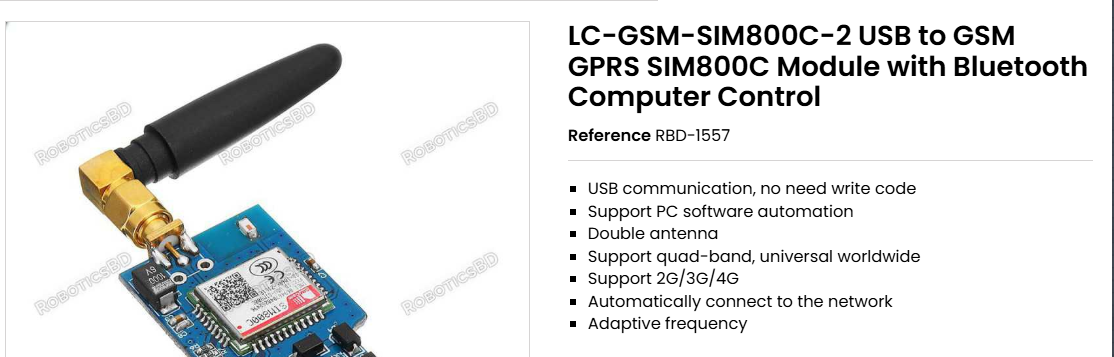 LC-GSM-SIM800C-2 USB to GSM
GPRS SIM800C Module with Bluetooth
Computer Control
Reference RBD-1557
USB communication, no need write code
Support PC software automation
Double antenna
Support quad-band, universal worldwide
Support 2G/3G/4G
Automatically connect to the network
Adaptive frequency
ROBOTICSBD
ROBOTICSBD
ROBOTICSBD
ROBOTICSBD
ROBOTICSBD
SIM800C